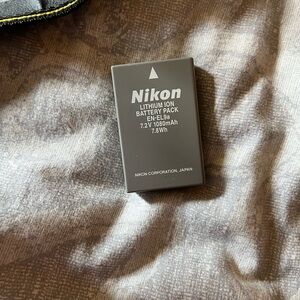 Nikon
LITHIUM ION
BATTERY PACK
EN-EL9a
7.2V 1080mAh
7.8Wh
NIKON CORPORATION, JAPAN